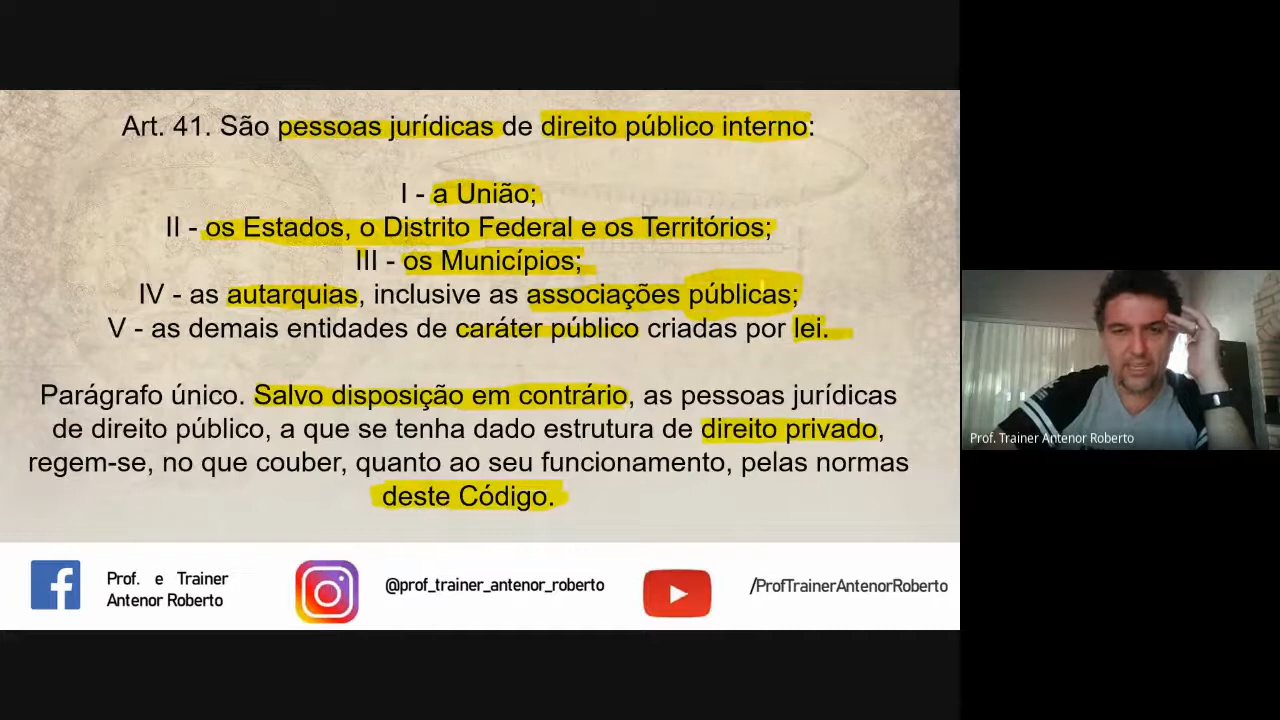 Art. 41. São pessoas jurídicas de direito público interno:
I - a União;
II - os Estados, o Distrito Federal e os Territórios;
III - os Municípios;
IV - as autarquias, inclusive as associações públicas;
V - as demais entidades de caráter público criadas por lei.
Parágrafo único. Salvo disposição em contrário, as pessoas jurídicas
de direito público, a que se tenha dado estrutura de direito privado,
regem-se, no que couber, quanto ao seu funcionamento, pelas normas
deste Código.
Prof. e Trainer
Antenor Roberto
@prof_trainer_antenor_roberto
/ProfTrainerAntenorRoberto
Prof. Trainer Antenor Roberto